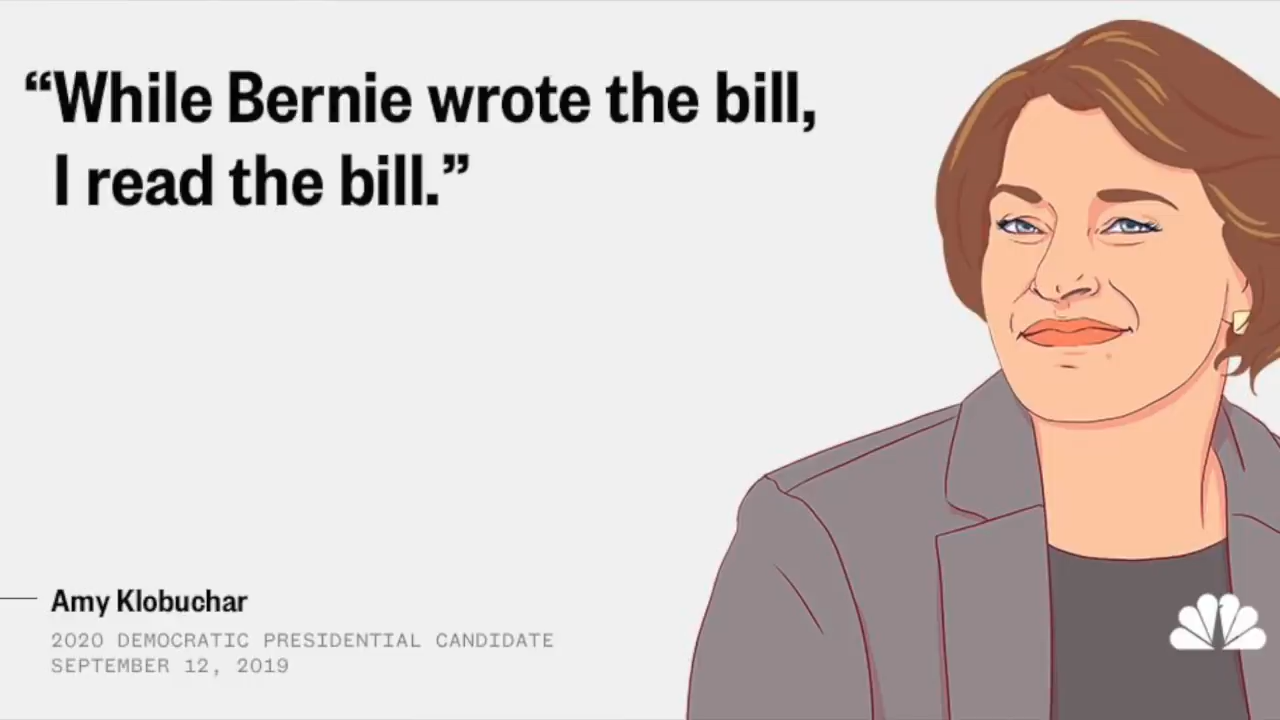 “While Bernie wrote the bill,
I read the bill.”
Amy Klobuchar
2020 DEMOCRATIC PRESIDENTIAL CANDIDATE
SEPTEMBER 12, 2019